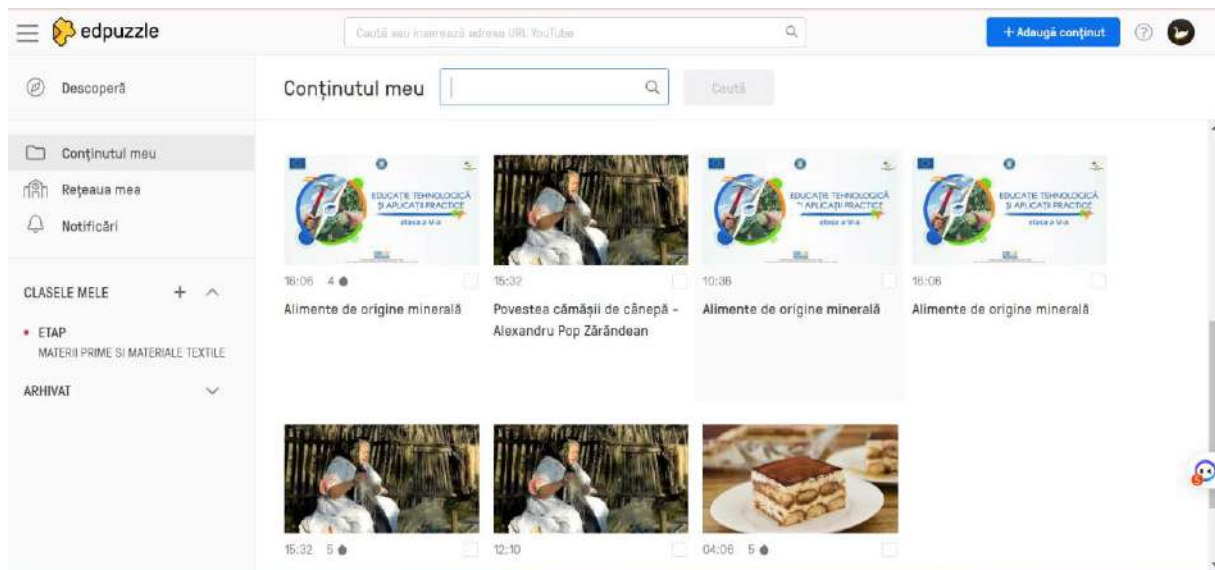 edpuzzle
Caută sau inserează adresa URL YouTube
+ Adaugă conținut
Descoperă
Conținutul meu
Caută
Conținutul meu
Rețeaua mea
Notificări
CLASELE MELE
ETAP
MATERII PRIME SI MATERIALE TEXTILE
ARHIVAT
EDUCAȚIE TEHNOLOGICĂ
ȘI APLICAȚII PRACTICE
clasa a V-a
EDUCAȚIE TEHNOLOGICĂ
ȘI APLICAȚII PRACTICE
clasa a V-a
EDUCAȚIE TEHNOLOGICĂ
ȘI APLICAȚII PRACTICE
clasa a V-a
16:06 4
15:32
10:36
16:06
Alimente de origine minerală
Povestea cămășii de cânepă -
Alexandru Pop Zărăndean
Alimente de origine minerală
Alimente de origine minerală
15:32 5
12:10
04:06 5